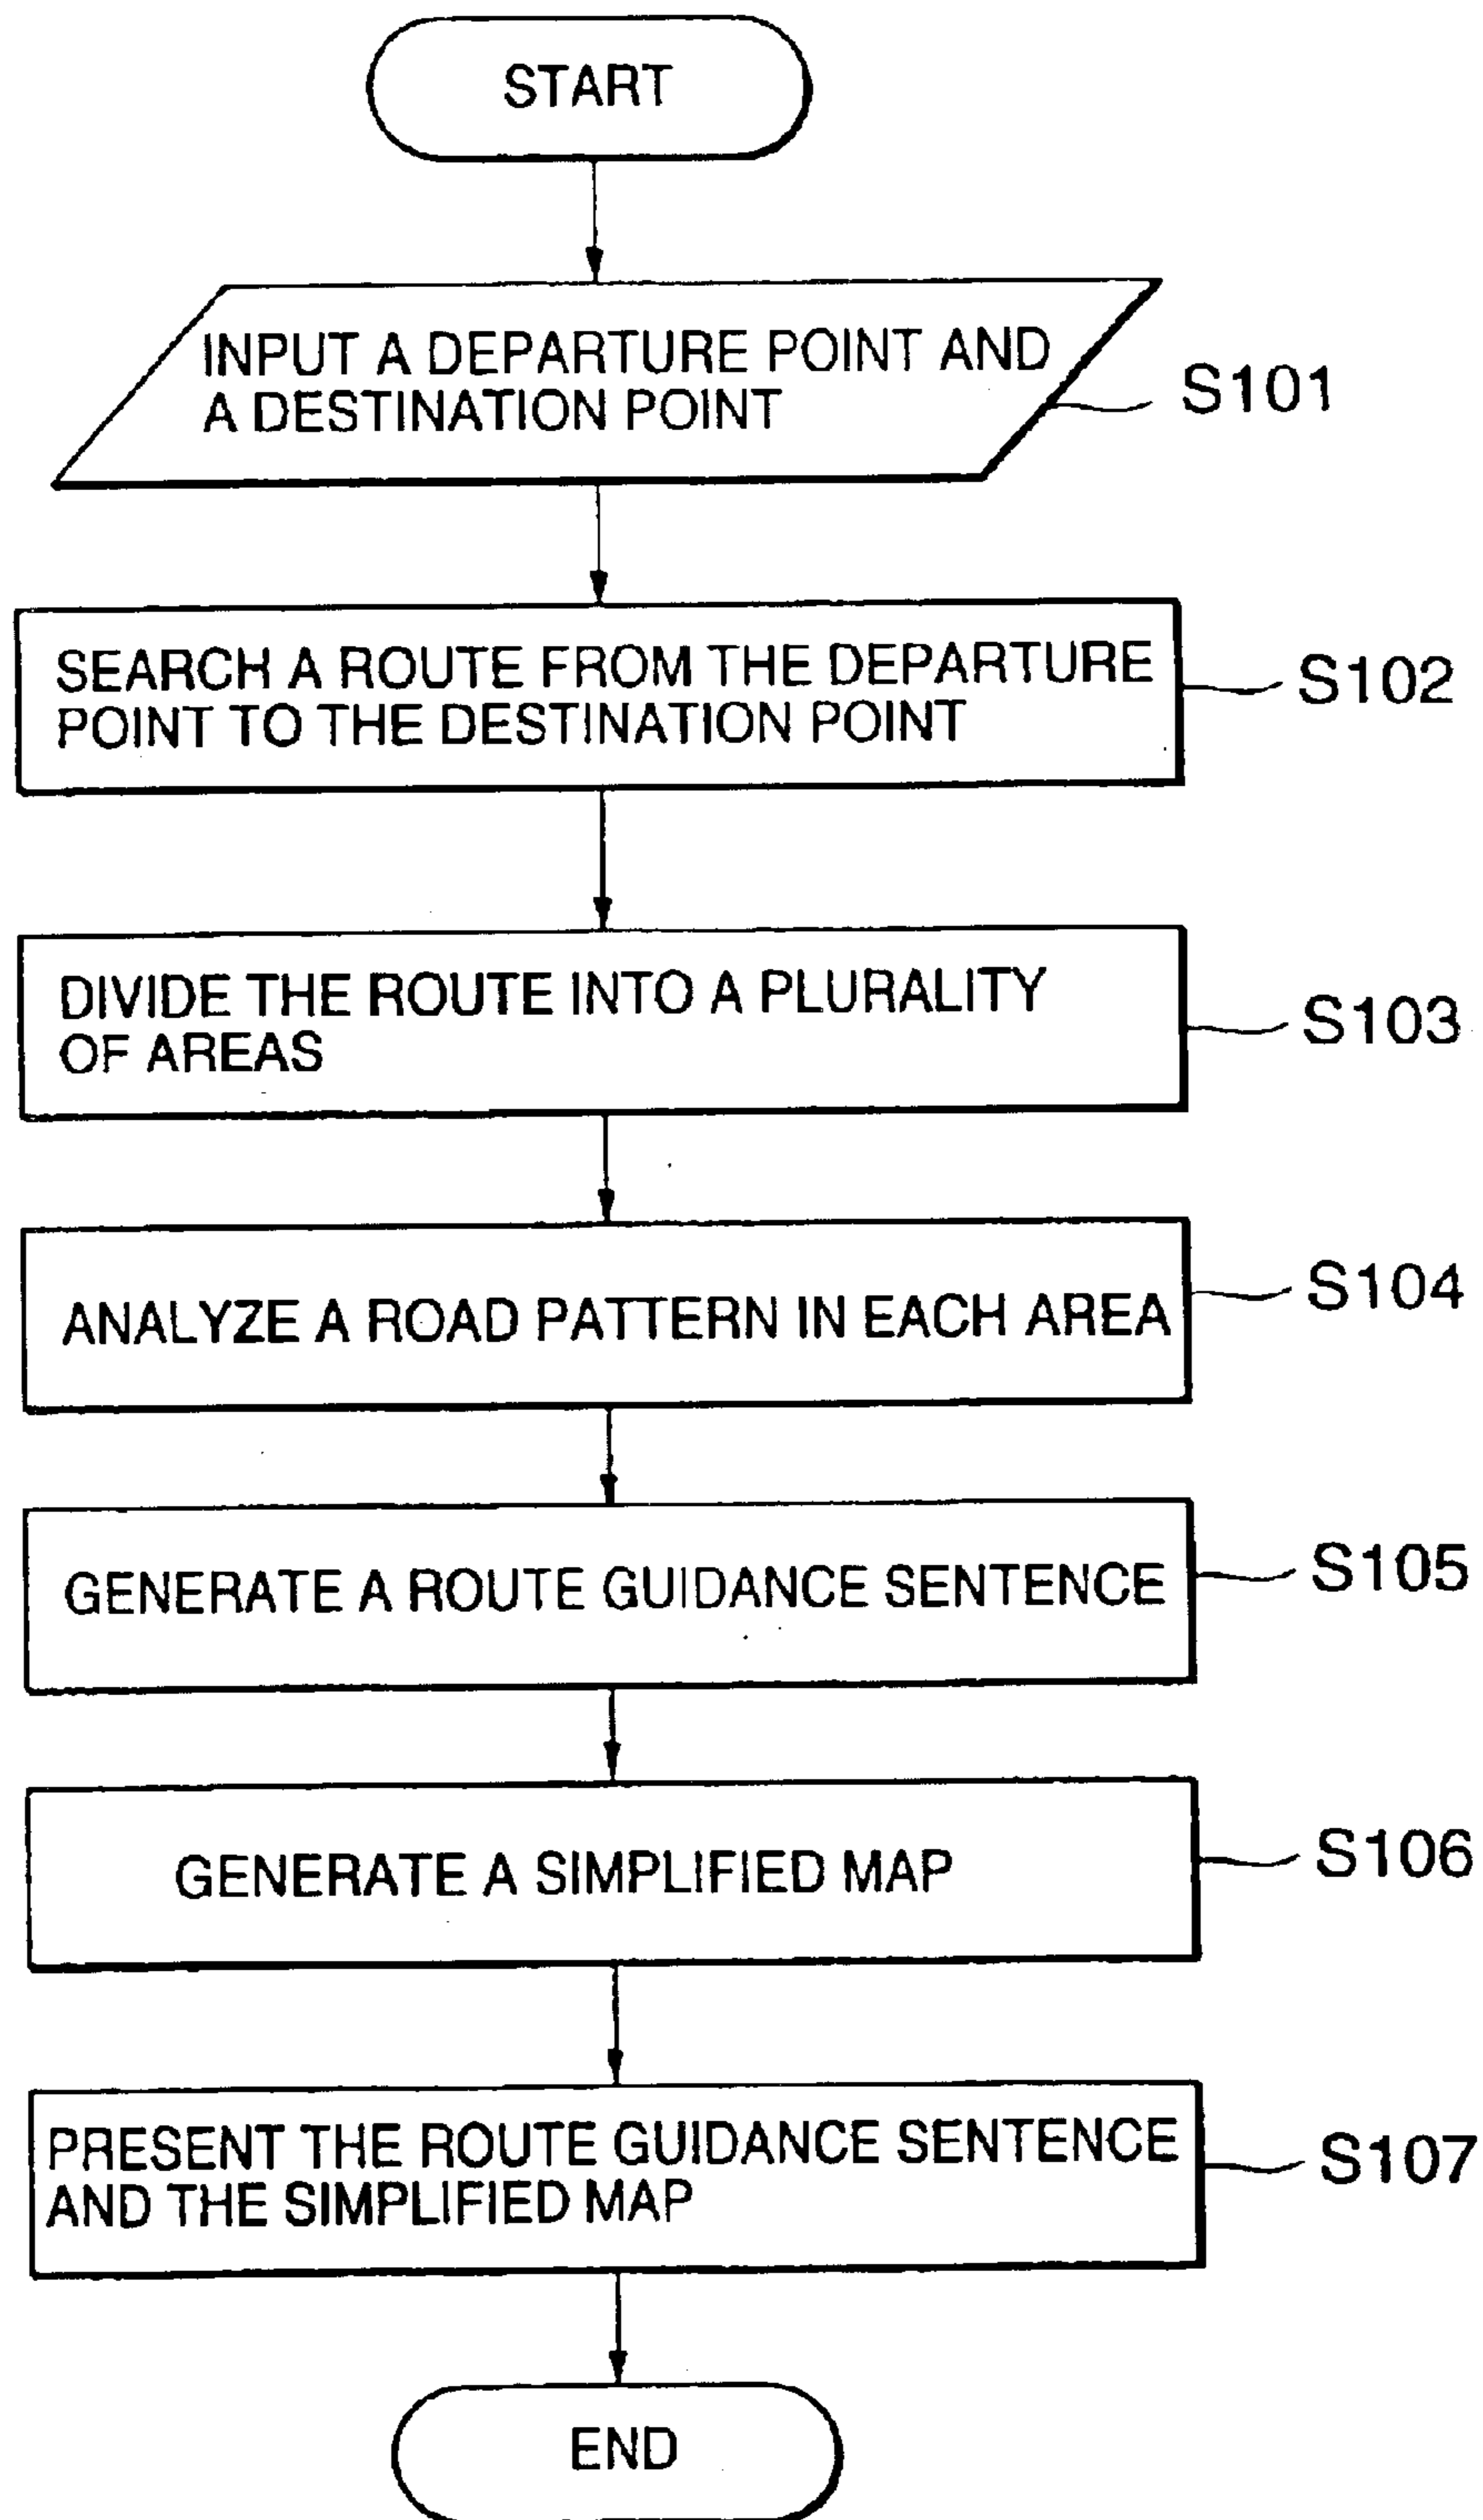 START
INPUT A DEPARTURE POINT AND
A DESTINATION POINT
S101
SEARCH A ROUTE FROM THE DEPARTURE
POINT TO THE DESTINATION POINT
S102
DIVIDE THE ROUTE INTO A PLURALITY
OF AREAS
S103
ANALYZE A ROAD PATTERN IN EACH AREA
S104
GENERATE A ROUTE GUIDANCE SENTENCE
S105
GENERATE A SIMPLIFIED MAP
S106
PRESENT THE ROUTE GUIDANCE SENTENCE
AND THE SIMPLIFIED MAP
S107
END